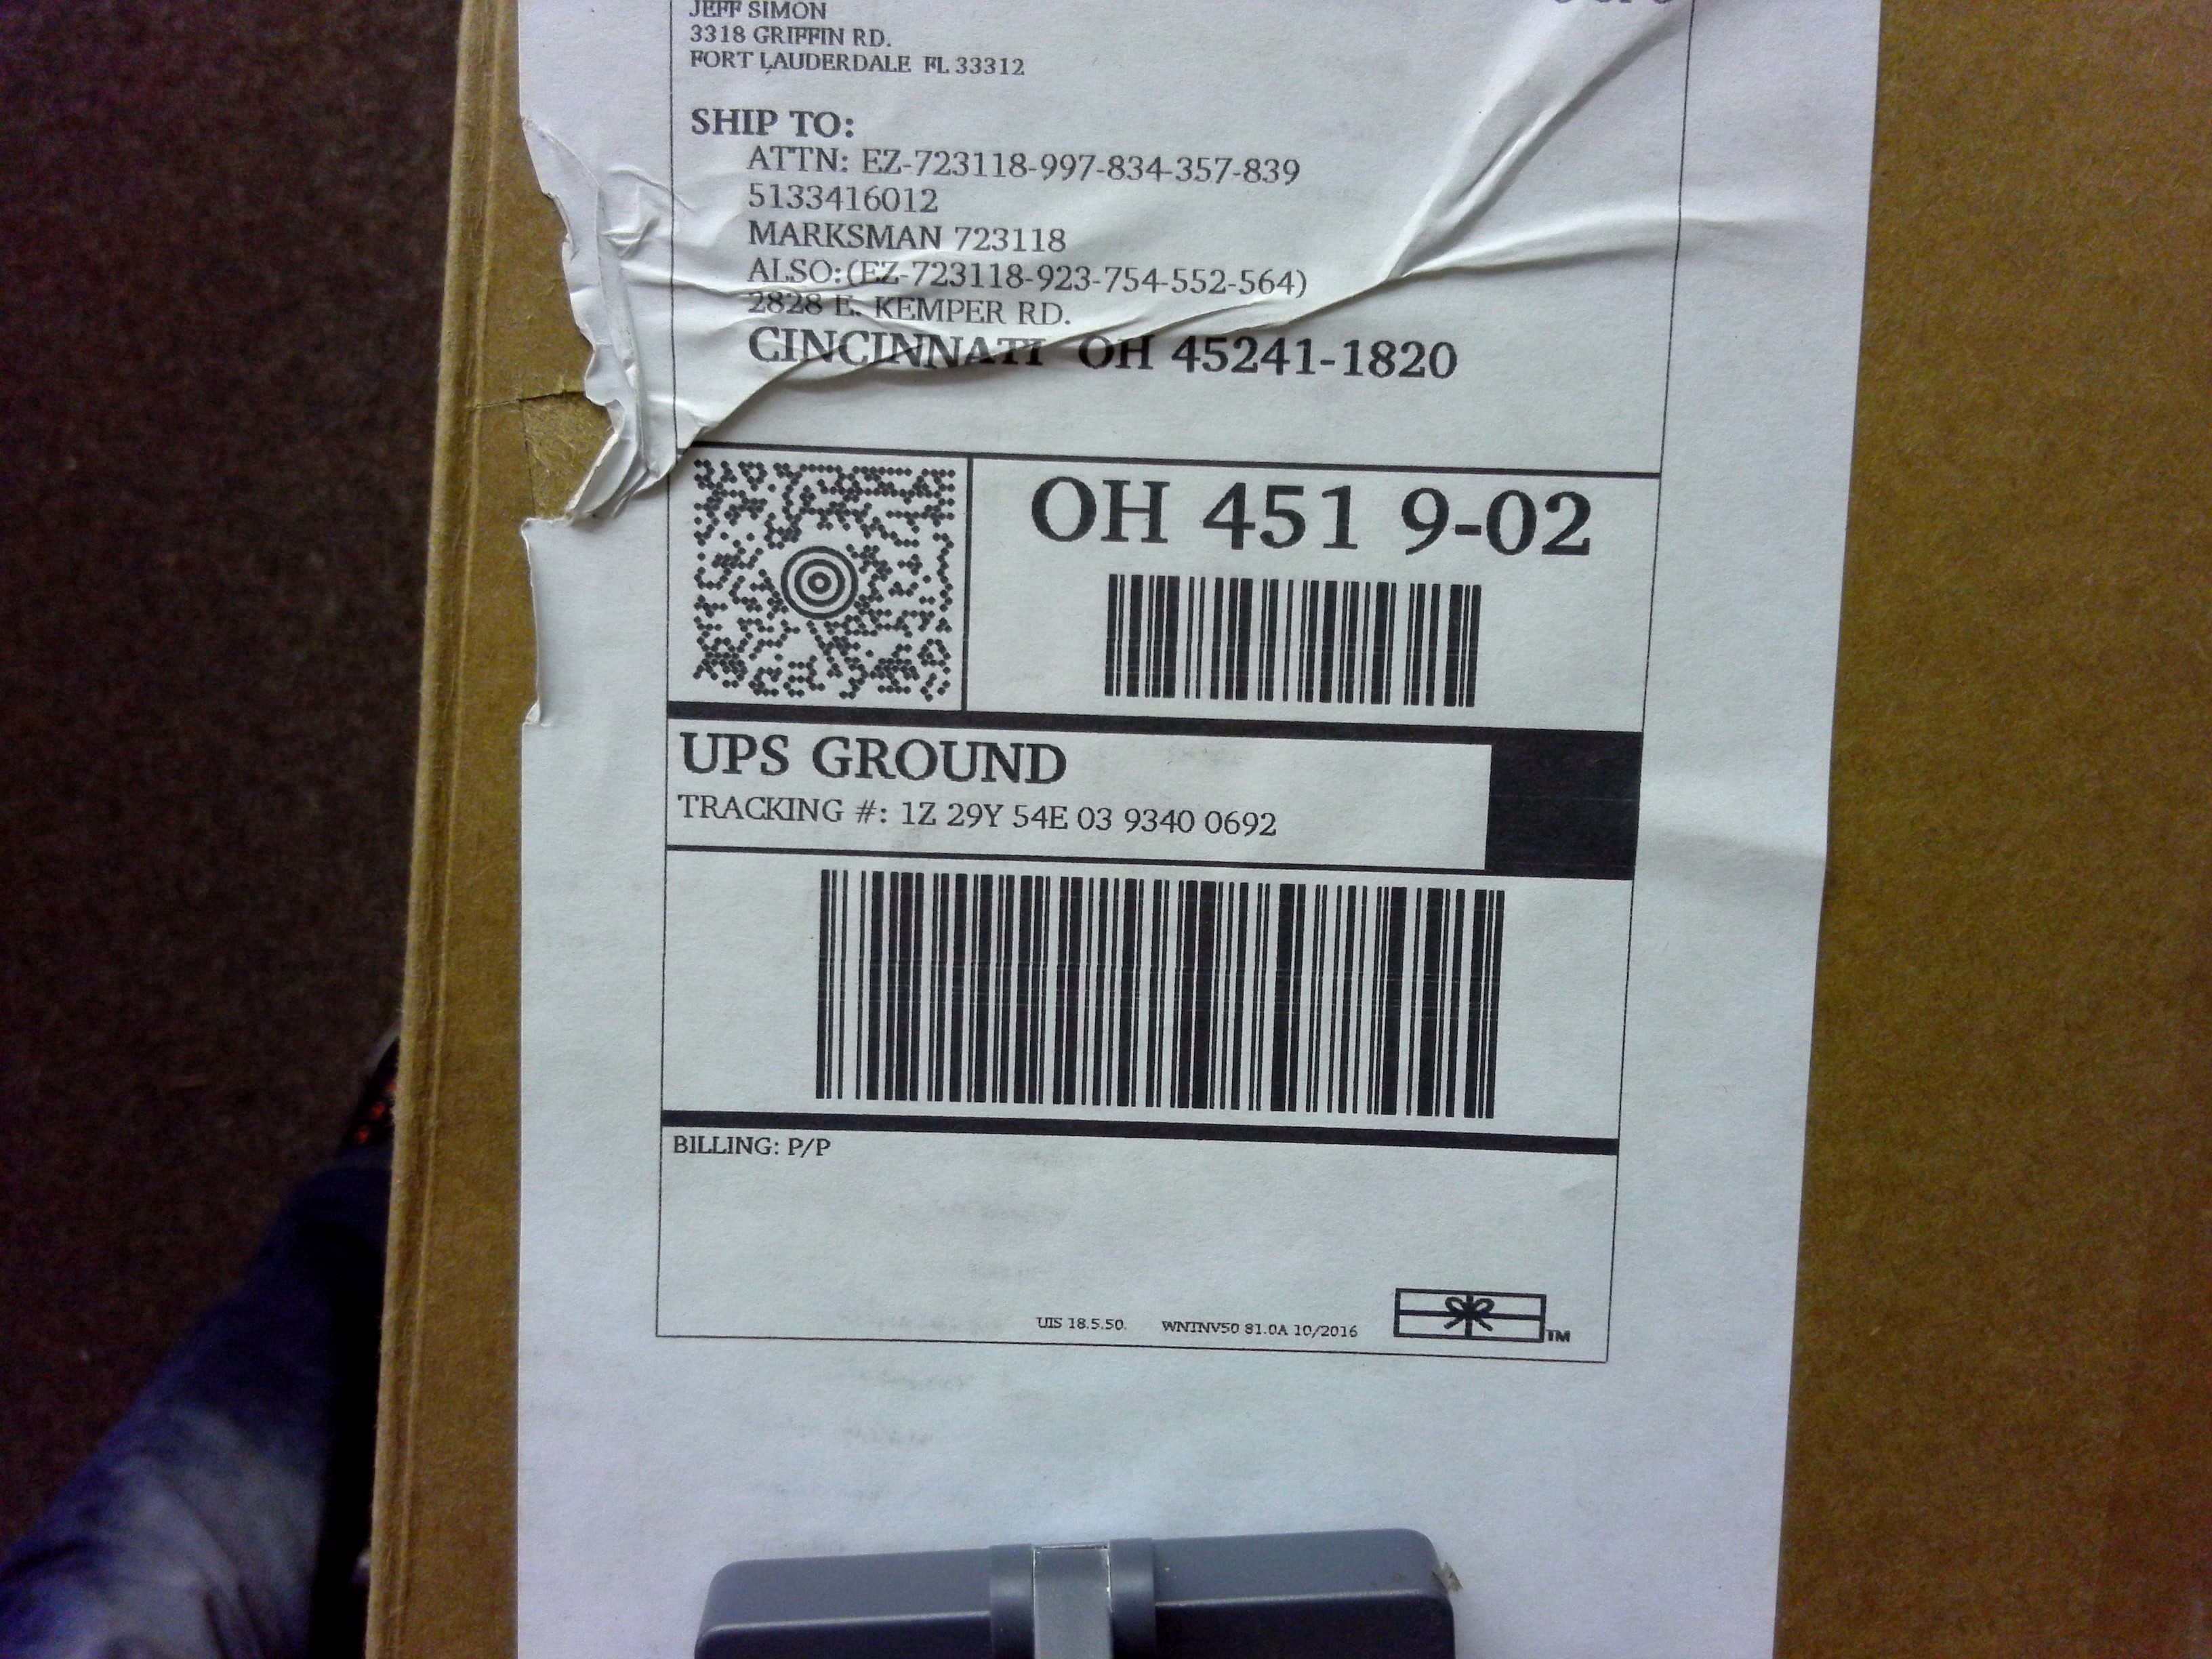 JEFF SIMON
3318 GRIFFIN RD.
FORT LAUDERDALE FL 33312
SHIP TO:
ATTN: EZ-723118-997-834-357-839
5133416012
MARKSMAN 723118
ALSO:(EZ-723118-923-754-552-564)
2828 E. KEMPER RD.
CINCINNATI OH 45241-1820
OH 451 9-02
UPS GROUND
TRACKING #: 1Z 29Y 54E 03 9340 0692
BILLING: P/P
UIS 18.5.50. WNTNV50 81.0A 10/2016
TM